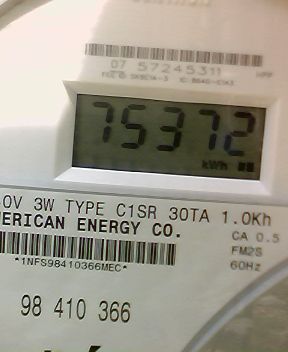 07 57245311
75372
kWh
0V 3W TYPE C1SR 30TA 1.0Kh
ERICAN ENERGY CO.
CA 0.5
FM2S
*1NFS98410366MEC*
60Hz
98 410 366